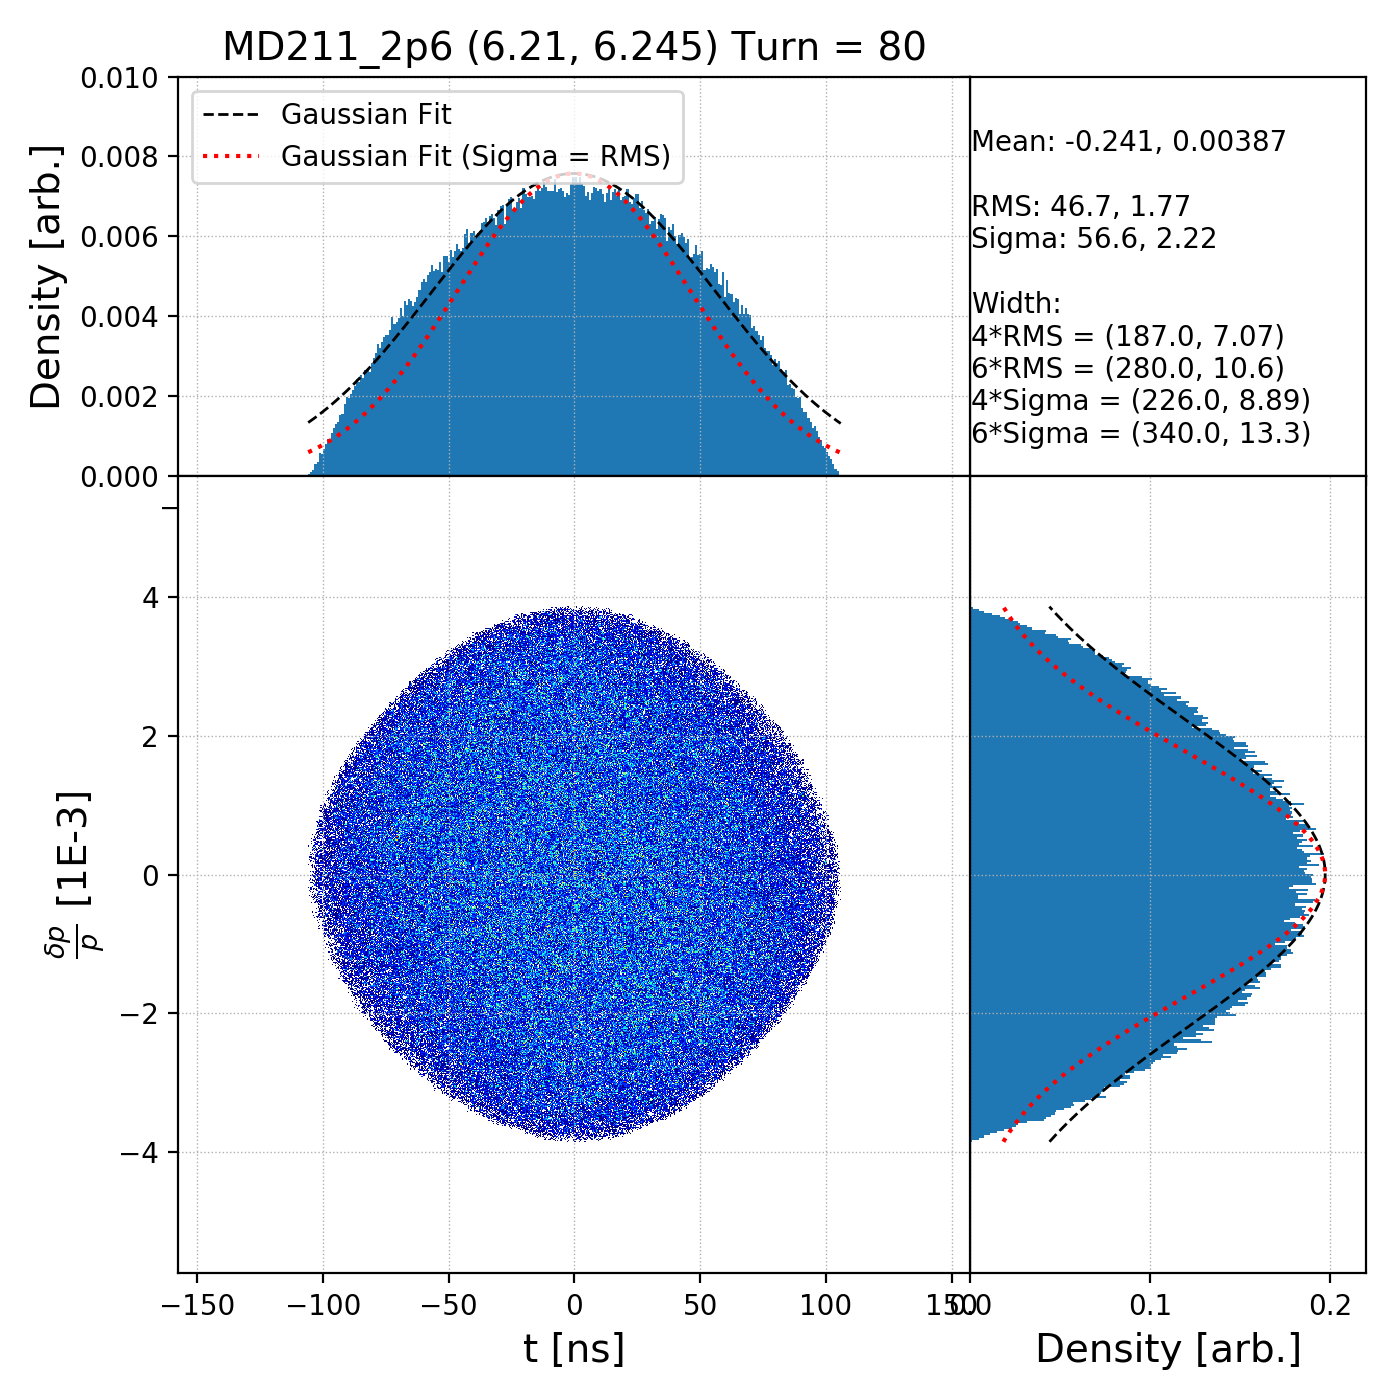 MD211_2p6 (6.21, 6.245) Turn = 80
0.010
0.008
0.006
0.004
0.002
0.000
Density [arb.]
Gaussian Fit
Gaussian Fit (Sigma = RMS)
Mean: -0.241, 0.00387
RMS: 46.7, 1.77
Sigma: 56.6, 2.22
Width:
4*RMS = (187.0, 7.07)
6*RMS = (280.0, 10.6)
4*Sigma = (226.0, 8.89)
6*Sigma = (340.0, 13.3)
4
2
0
−2
−4
δp/p [1E-3]
−150 −100 −50 0 50 100 150
t [ns]
0.0 0.1 0.2
Density [arb.]